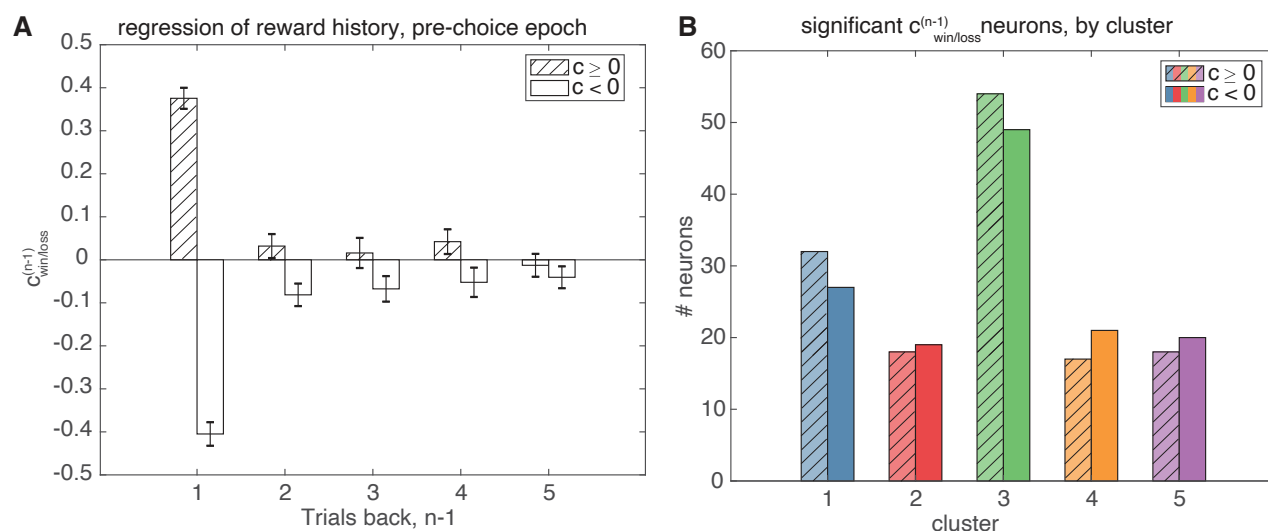 A
regression of reward history, pre-choice epoch
0.5
0.4
0.3
0.2
0.1
0
-0.1
-0.2
-0.3
-0.4
-0.5
c(n-1)win/loss
c ≥ 0
c < 0
1 2 3 4 5
Trials back, n-1
B
significant c(n-1)win/loss neurons, by cluster
60
50
40
30
20
10
0
# neurons
c ≥ 0
c < 0
1 2 3 4 5
cluster